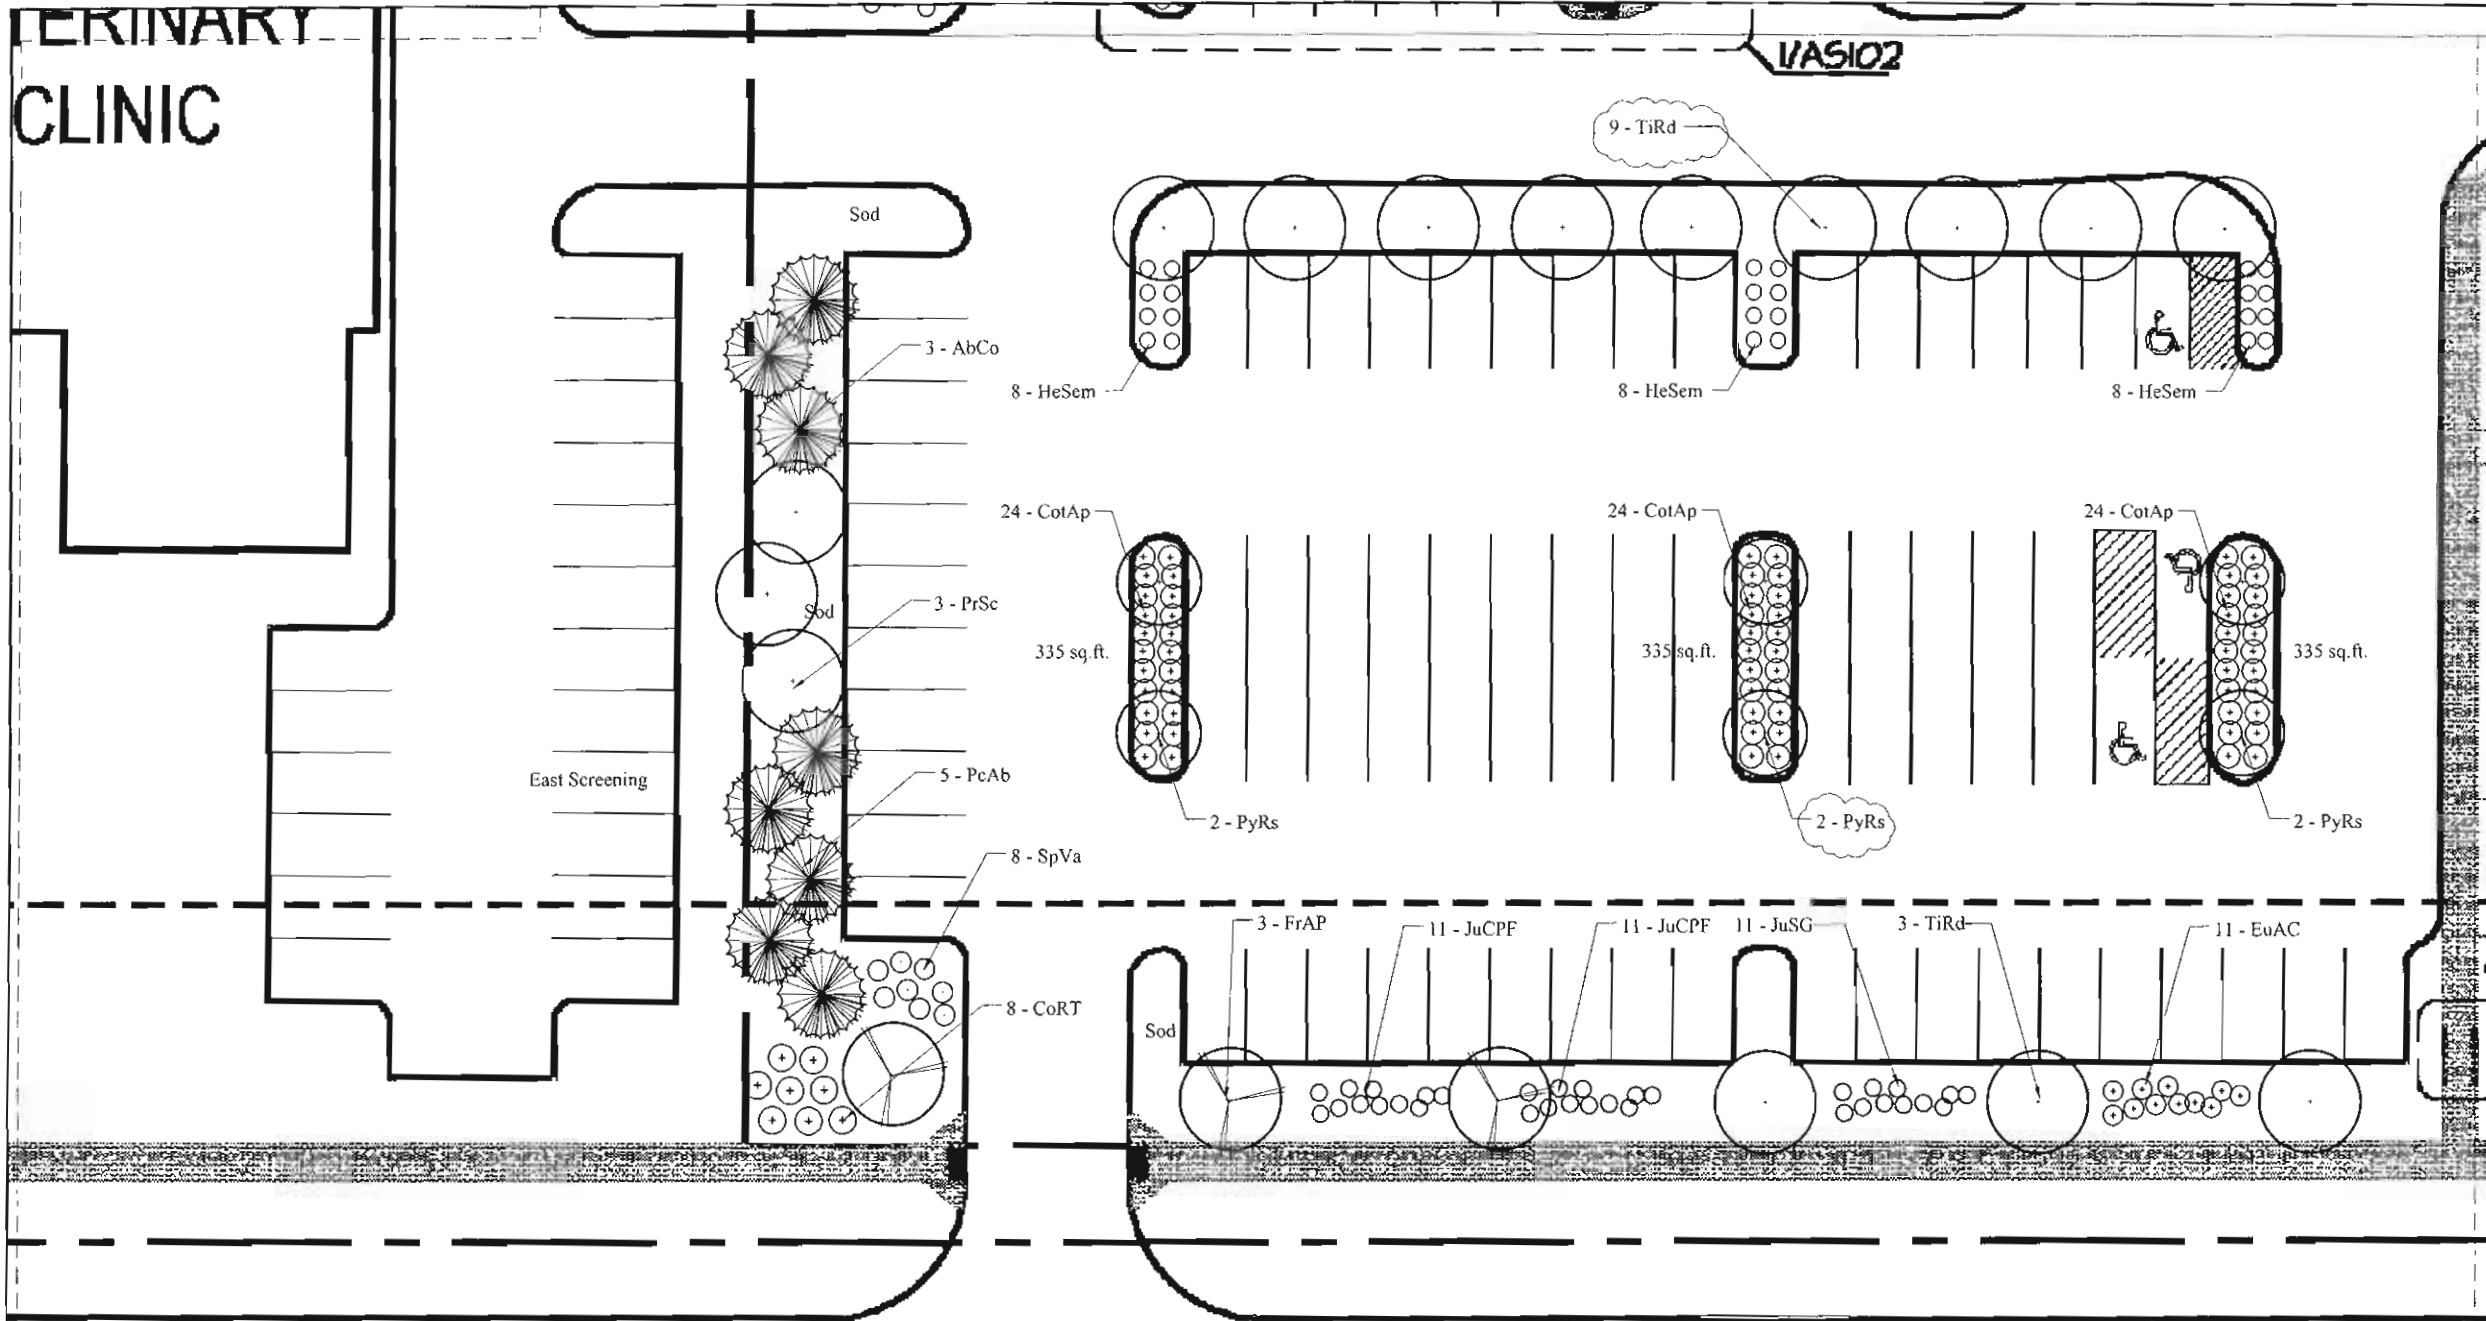 TERINARY
CLINIC
1/AS102
9 - TiRd
Sod
3 - AbCo
8 - HeSem
8 - HeSem
8 - HeSem
24 - CotAp
24 - CotAp
24 - CotAp
3 - PrSc
Sod
335 sq.ft.
335 sq.ft.
335 sq.ft.
East Screening
5 - PcAb
2 - PyRs
2 - PyRs
2 - PyRs
8 - SpVa
3 - FrAP
11 - JuCPF
11 - JuCPF
11 - JuSG
3 - TiRd
11 - EuAC
8 - CoRT
Sod